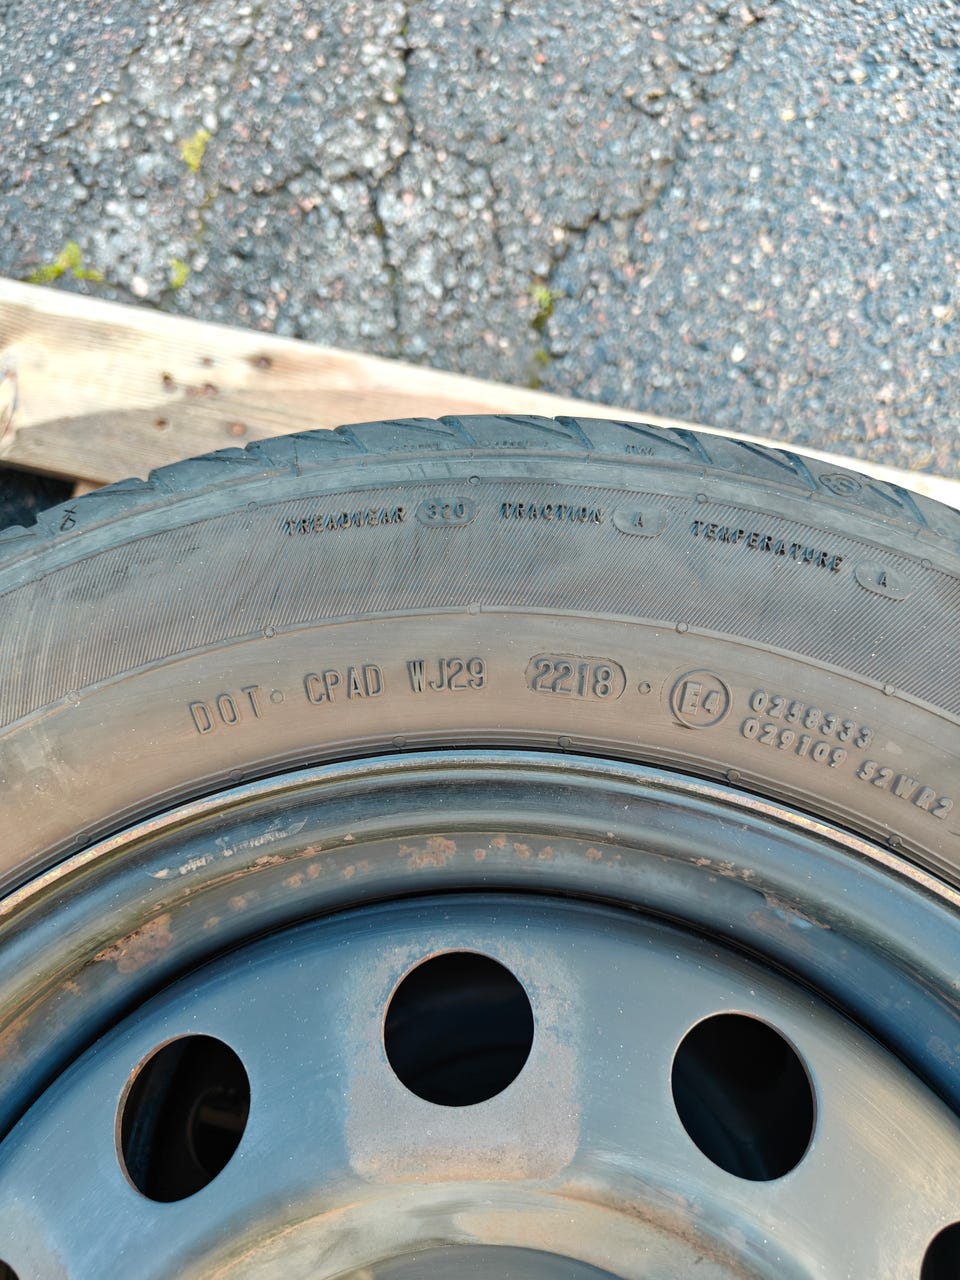 TREADWEAR 320 TRACTION A TEMPERATURE A
DOT CPAD WJ29 2218 E4 0258333
029109 S2WR2